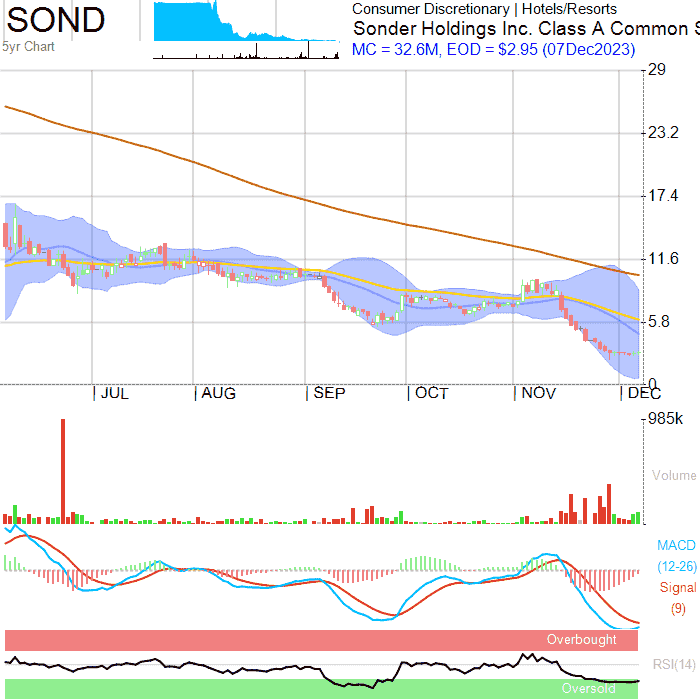 SOND
5yr Chart
Consumer Discretionary | Hotels/Resorts
Sonder Holdings Inc. Class A Common S
MC = 32.6M, EOD = $2.95 (07Dec2023)
29
23.2
17.4
11.6
5.8
0
JUL AUG SEP OCT NOV DEC
985k
Volume
MACD
(12-26)
Signal
(9)
Overbought
RSI(14)
Oversold